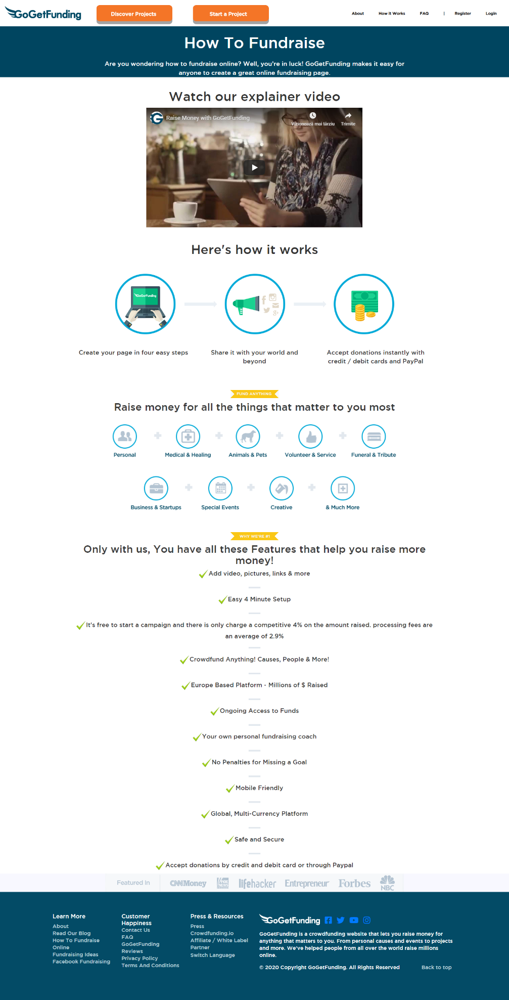 GoGetFunding
Discover Projects
Start a Project
About
How it Works
FAQ
|
Register
Login
How To Fundraise
Are you wondering how to fundraise online? Well, you're in luck! GoGetFunding makes it easy for
anyone to create a great online fundraising page.
Watch our explainer video
Raise Money with GoGetFunding
Vizionează mai târziu
Trimite
Here's how it works
GoGetFunding
Create your page in four easy steps
Share it with your world and
beyond
Accept donations instantly with
credit / debit cards and PayPal
FUND ANYTHING
Raise money for all the things that matter to you most
Personal
Medical & Healing
Animals & Pets
Volunteer & Service
Funeral & Tribute
Business & Startups
Special Events
Creative
& Much More
WHY WE'RE #1
Only with us, You have all these Features that help you raise more
money!
Add video, pictures, links & more
Easy 4 Minute Setup
It's free to start a campaign and there is only charge a competitive 4% on the amount raised. processing fees are
an average of 2.9%
Crowdfund Anything! Causes, People & More!
Europe Based Platform - Millions of $ Raised
Ongoing Access to Funds
Your own personal fundraising coach
No Penalties for Missing a Goal
Mobile Friendly
Global, Multi-Currency Platform
Safe and Secure
Accept donations by credit and debit card or through Paypal
Featured In
CNNMoney
FOX NEWS
lifehacker
Entrepreneur
Forbes
NBC
Learn More
About
Read Our Blog
How To Fundraise
Online
Fundraising Ideas
Facebook Fundraising
Customer
Happiness
Contact Us
FAQ
GoGetFunding
Reviews
Privacy Policy
Terms And Conditions
Press & Resources
Press
Crowdfunding.io
Affiliate / White Label
Partner
Switch Language
GoGetFunding
GoGetFunding is a crowdfunding website that lets you raise money for
anything that matters to you. From personal causes and events to projects
and more. We've helped people from all over the world raise millions
online.
© 2020 Copyright GoGetFunding. All Rights Reserved
Back to top